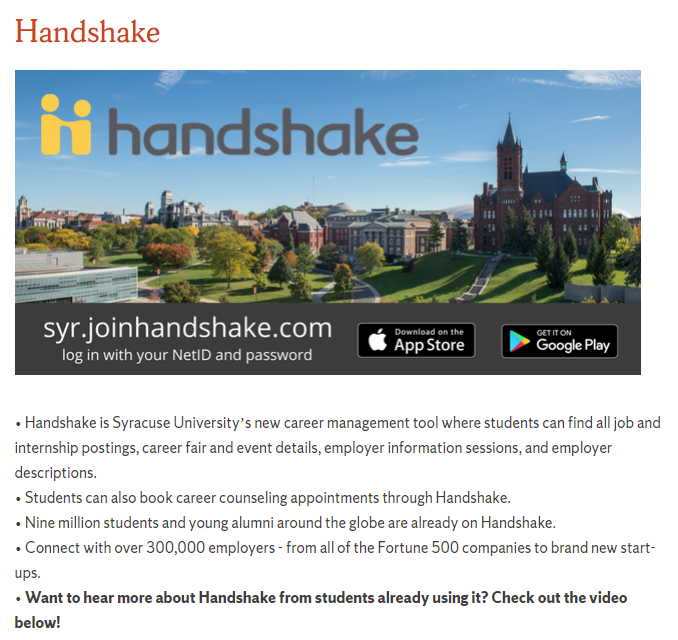 Handshake
handshake
syr.joinhandshake.com
log in with your NetID and password
Download on the
App Store
GET IT ON
Google Play
• Handshake is Syracuse University's new career management tool where students can find all job and
internship postings, career fair and event details, employer information sessions, and employer
descriptions.
• Students can also book career counseling appointments through Handshake.
• Nine million students and young alumni around the globe are already on Handshake.
• Connect with over 300,000 employers - from all of the Fortune 500 companies to brand new start-
ups.
• Want to hear more about Handshake from students already using it? Check out the video
below!